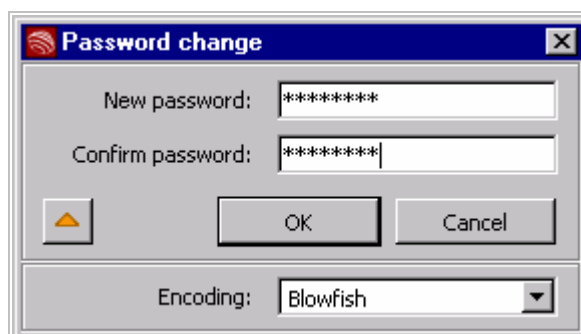 Password change
New password: ********
Confirm password: ********
OK Cancel
Encoding: Blowfish